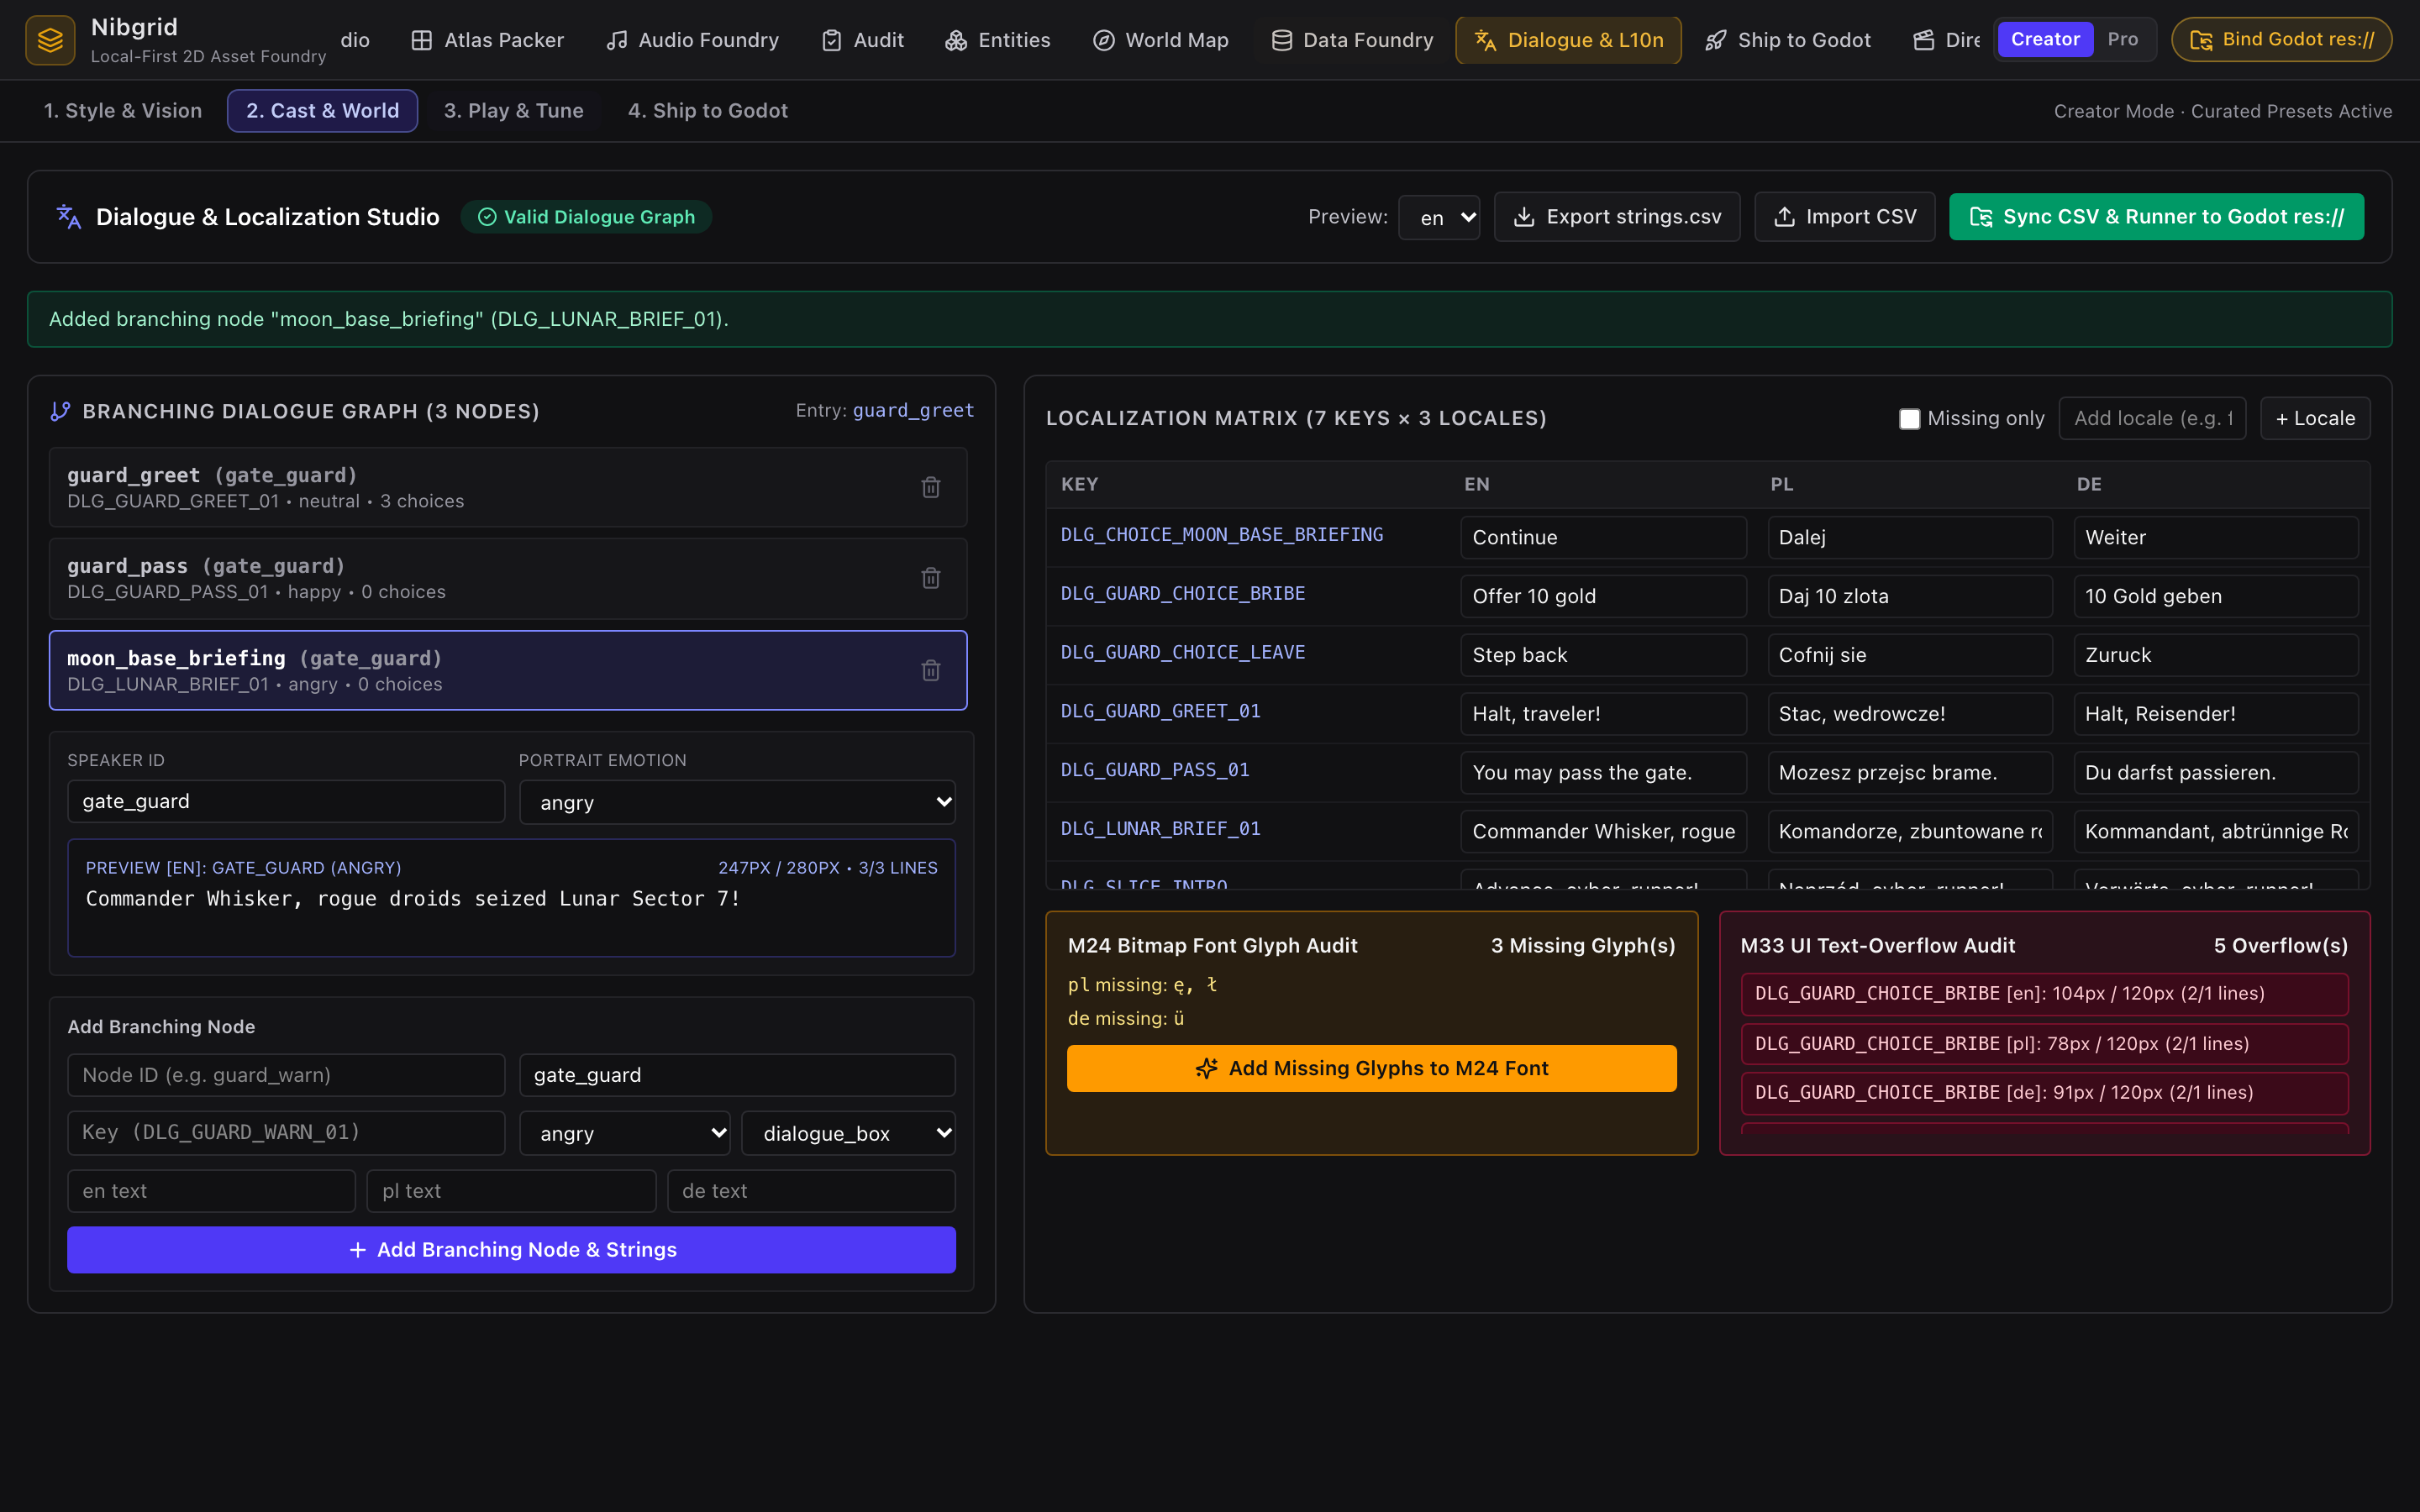 Nibgrid
Local-First 2D Asset Foundry
dio
Atlas Packer
Audio Foundry
Audit
Entities
World Map
Data Foundry
Dialogue & L10n
Ship to Godot
Dire
Creator
Pro
Bind Godot res://
1. Style & Vision
2. Cast & World
3. Play & Tune
4. Ship to Godot
Creator Mode · Curated Presets Active
Dialogue & Localization Studio
Valid Dialogue Graph
Preview:
en
Export strings.csv
Import CSV
Sync CSV & Runner to Godot res://
Added branching node "moon_base_briefing" (DLG_LUNAR_BRIEF_01).
BRANCHING DIALOGUE GRAPH (3 NODES)
Entry: guard_greet
guard_greet (gate_guard)
DLG_GUARD_GREET_01 • neutral • 3 choices
guard_pass (gate_guard)
DLG_GUARD_PASS_01 • happy • 0 choices
moon_base_briefing (gate_guard)
DLG_LUNAR_BRIEF_01 • angry • 0 choices
SPEAKER ID
PORTRAIT EMOTION
gate_guard
angry
PREVIEW [EN]: GATE_GUARD (ANGRY)
247PX / 280PX • 3/3 LINES
Commander Whisker, rogue droids seized Lunar Sector 7!
Add Branching Node
Node ID (e.g. guard_warn)
gate_guard
Key (DLG_GUARD_WARN_01)
angry
dialogue_box
en text
pl text
de text
+ Add Branching Node & Strings
LOCALIZATION MATRIX (7 KEYS × 3 LOCALES)
Missing only
Add locale (e.g. f
+ Locale
KEY EN PL DE
DLG_CHOICE_MOON_BASE_BRIEFING Continue Dalej Weiter
DLG_GUARD_CHOICE_BRIBE Offer 10 gold Daj 10 zlota 10 Gold geben
DLG_GUARD_CHOICE_LEAVE Step back Cofnij sie Zuruck
DLG_GUARD_GREET_01 Halt, traveler! Stac, wedrowcze! Halt, Reisender!
DLG_GUARD_PASS_01 You may pass the gate. Mozesz przejsc brame. Du darfst passieren.
DLG_LUNAR_BRIEF_01 Commander Whisker, rogue Komandorze, zbuntowane ro Kommandant, abtrünnige Ro
DLG_SLICE_INTRO Advance, cyber-runner! Naprzód, cyber-runner! Vorwärts, cyber-runner!
M24 Bitmap Font Glyph Audit
3 Missing Glyph(s)
pl missing: ę, ł
de missing: ü
Add Missing Glyphs to M24 Font
M33 UI Text-Overflow Audit
5 Overflow(s)
DLG_GUARD_CHOICE_BRIBE [en]: 104px / 120px (2/1 lines)
DLG_GUARD_CHOICE_BRIBE [pl]: 78px / 120px (2/1 lines)
DLG_GUARD_CHOICE_BRIBE [de]: 91px / 120px (2/1 lines)